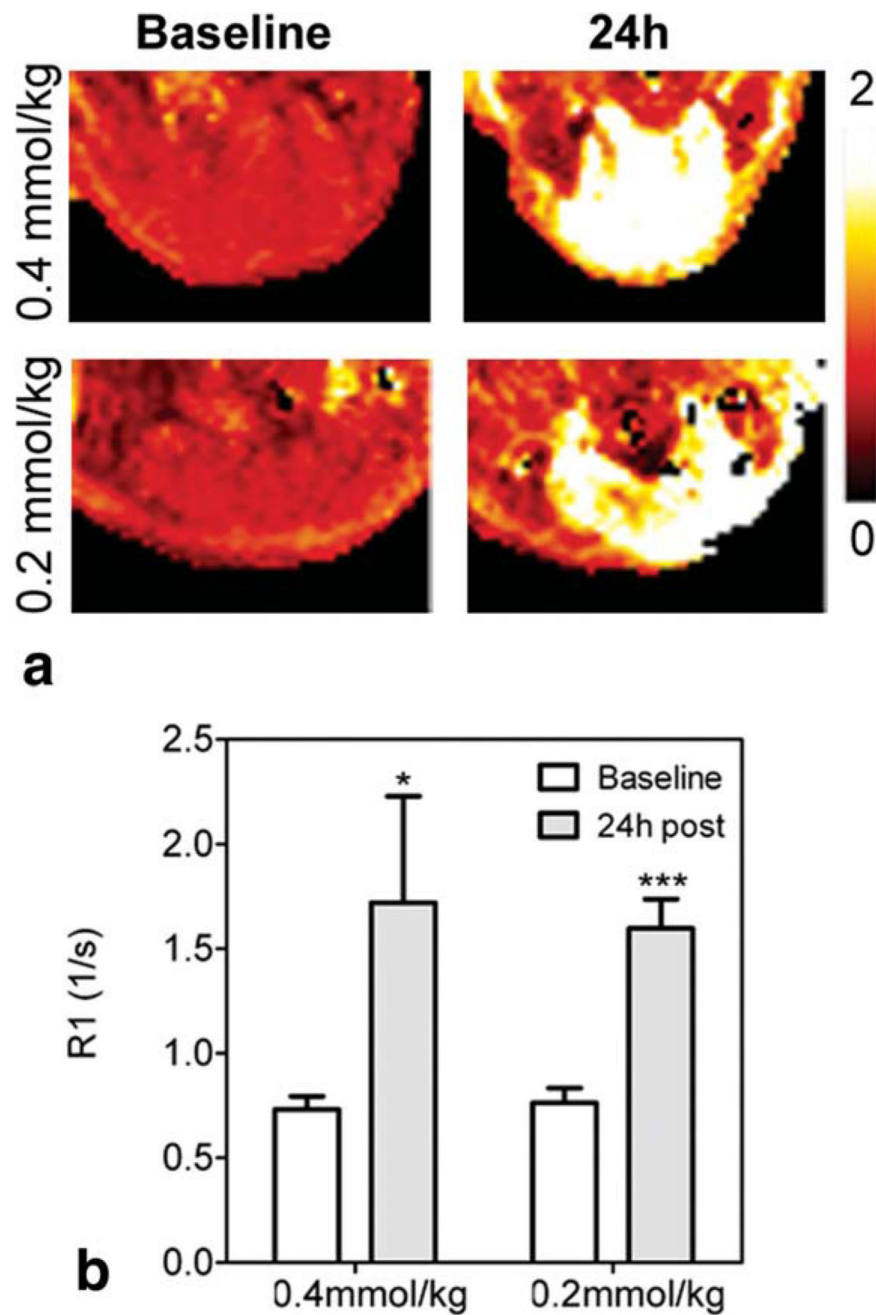 Baseline 24h
0.4 mmol/kg
2
0.2 mmol/kg
0
a
2.5
2.0
1.5
1.0
0.5
0.0
R1 (1/s)
Baseline
24h post
*
***
0.4mmol/kg 0.2mmol/kg
b